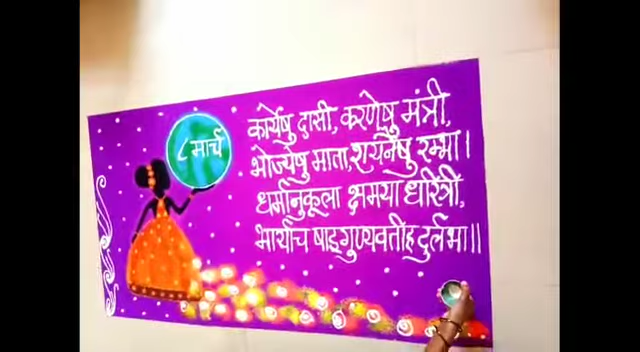 ८ मार्च
कार्येषु दासी, करणेषु मंत्री,
भोज्येषु माता, शयनेषु रम्भा।
धर्मानुकूला क्षमया धरित्री,
भार्याच षाड्गुण्यवतीह दुर्लभा॥